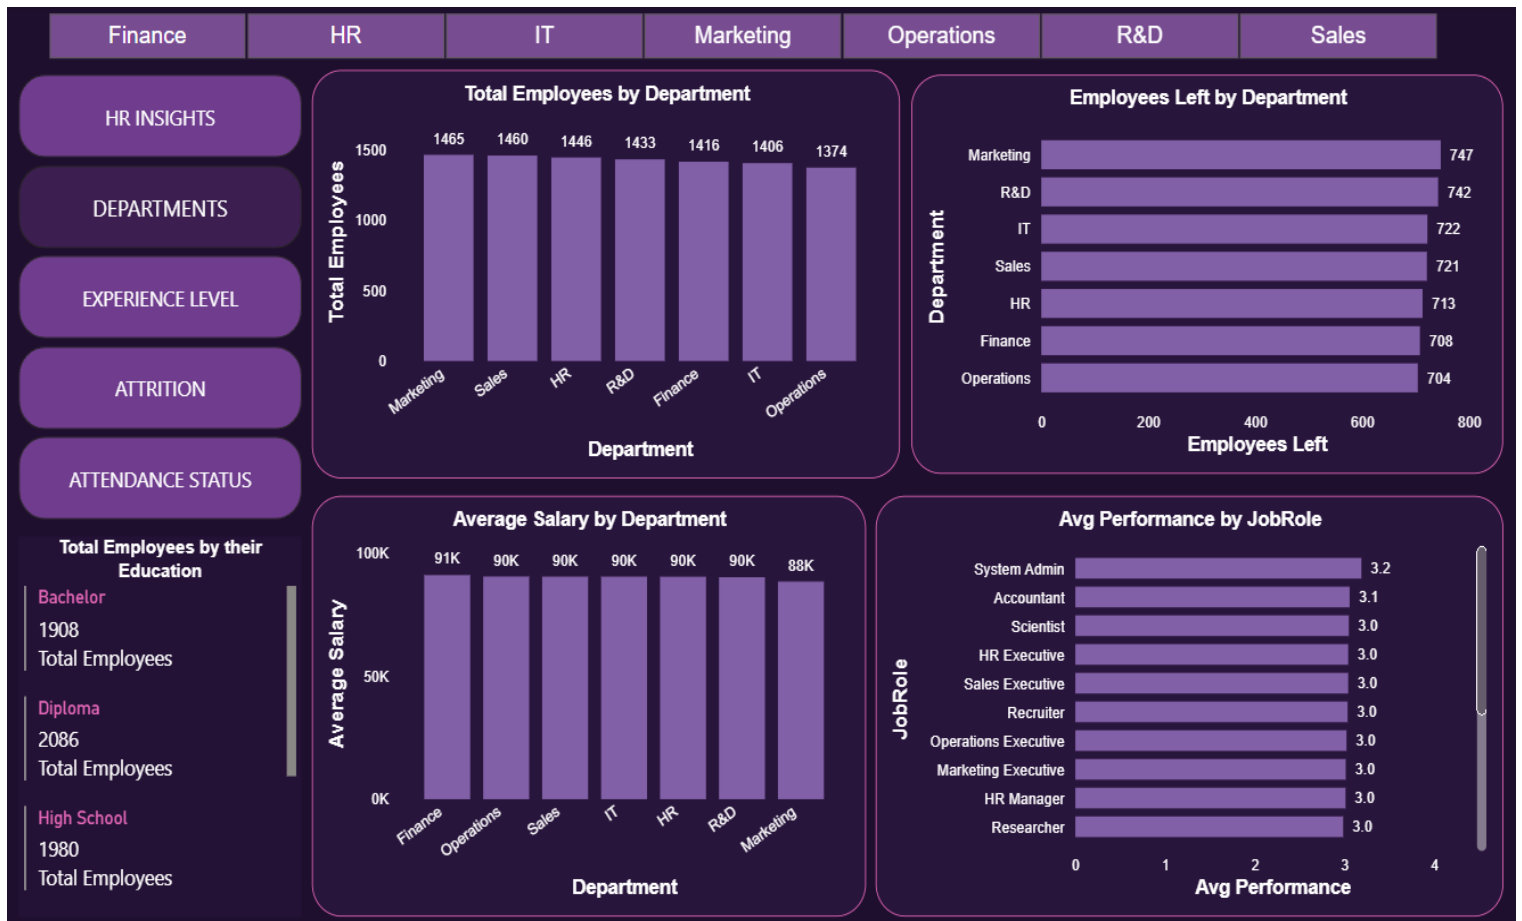 Finance HR IT Marketing Operations R&D Sales
HR INSIGHTS
DEPARTMENTS
EXPERIENCE LEVEL
ATTRITION
ATTENDANCE STATUS
Total Employees by their
Education
Bachelor
1908
Total Employees
Diploma
2086
Total Employees
High School
1980
Total Employees
Total Employees by Department
Total Employees
1500
1000
500
0
1465 1460 1446 1433 1416 1406 1374
Marketing Sales HR R&D Finance IT Operations
Department
Employees Left by Department
Department
Marketing 747
R&D 742
IT 722
Sales 721
HR 713
Finance 708
Operations 704
0 200 400 600 800
Employees Left
Average Salary by Department
Average Salary
100K
50K
0K
91K 90K 90K 90K 90K 90K 88K
Finance Operations Sales IT HR R&D Marketing
Department
Avg Performance by JobRole
JobRole
System Admin 3.2
Accountant 3.1
Scientist 3.0
HR Executive 3.0
Sales Executive 3.0
Recruiter 3.0
Operations Executive 3.0
Marketing Executive 3.0
HR Manager 3.0
Researcher 3.0
0 1 2 3 4
Avg Performance